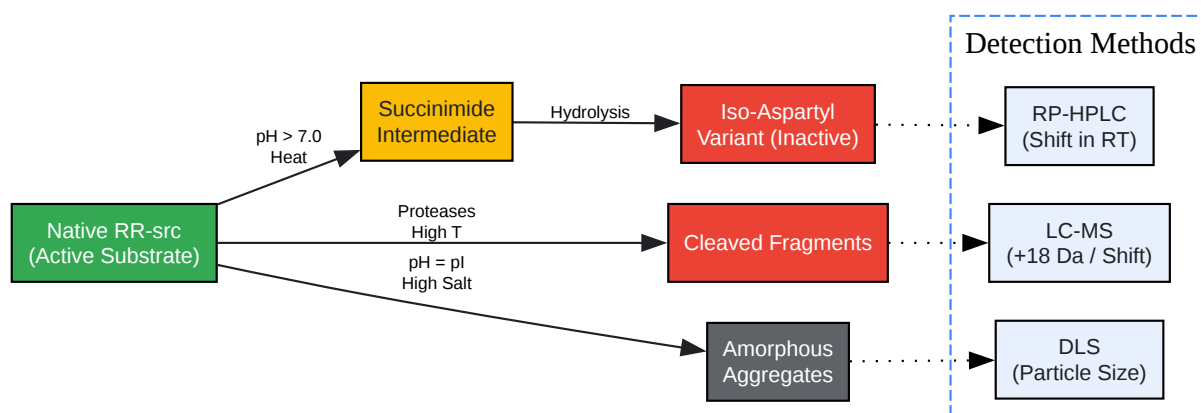 Detection Methods
Succinimide
Intermediate
Hydrolysis
Iso-Aspartyl
Variant (Inactive)
RP-HPLC
(Shift in RT)
pH > 7.0
Heat
Native RR-src
(Active Substrate)
Proteases
High T
Cleaved Fragments
LC-MS
(+18 Da / Shift)
pH = pI
High Salt
Amorphous
Aggregates
DLS
(Particle Size)